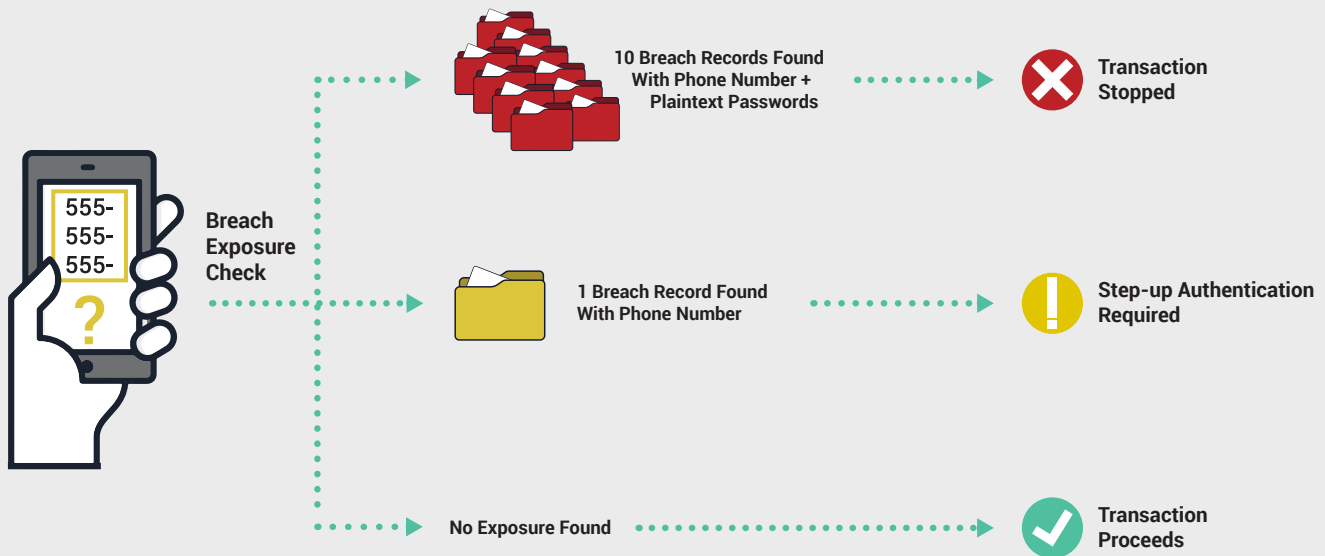 555-
555-
555-
?
Breach
Exposure
Check
10 Breach Records Found
With Phone Number +
Plaintext Passwords
Transaction
Stopped
1 Breach Record Found
With Phone Number
!
Step-up Authentication
Required
No Exposure Found
Transaction
Proceeds